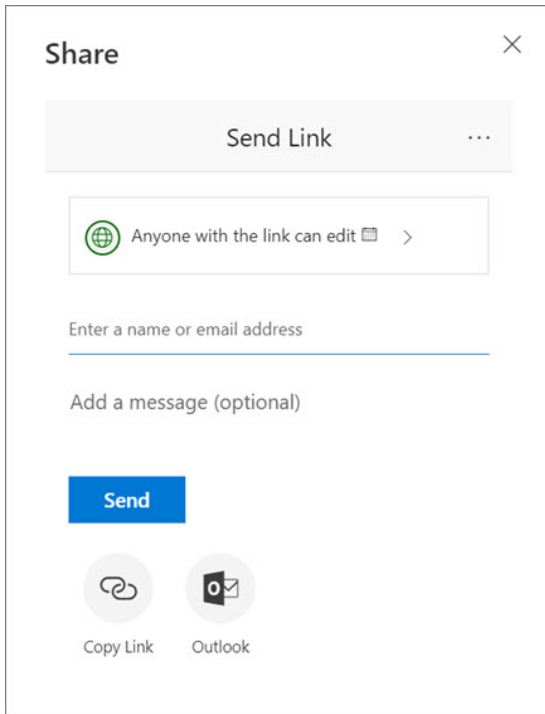 Share
Send Link
Anyone with the link can edit
Enter a name or email address
Add a message (optional)
Send
Copy Link
Outlook